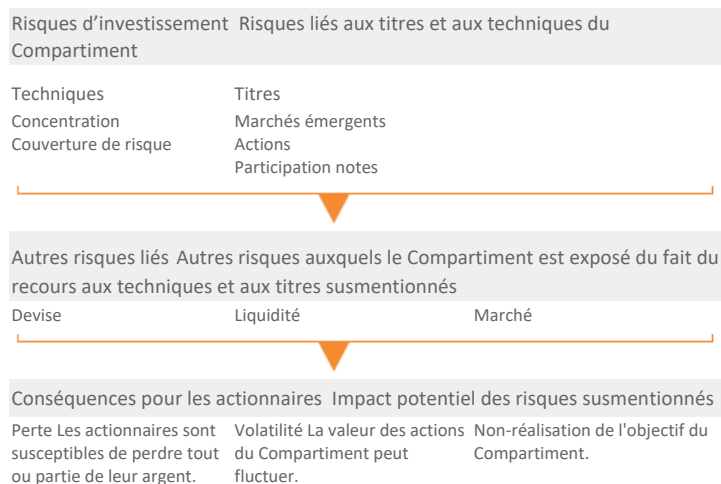 Risques d’investissement Risques liés aux titres et aux techniques du
Compartiment
Techniques
Concentration
Couverture de risque
Titres
Marchés émergents
Actions
Participation notes
Autres risques liés Autres risques auxquels le Compartiment est exposé du fait du
recours aux techniques et aux titres susmentionnés
Devise
Liquidité
Marché
Conséquences pour les actionnaires Impact potentiel des risques susmentionnés
Perte Les actionnaires sont
susceptibles de perdre tout
ou partie de leur argent.
Volatilité La valeur des actions
du Compartiment peut
fluctuer.
Non-réalisation de l'objectif du
Compartiment.